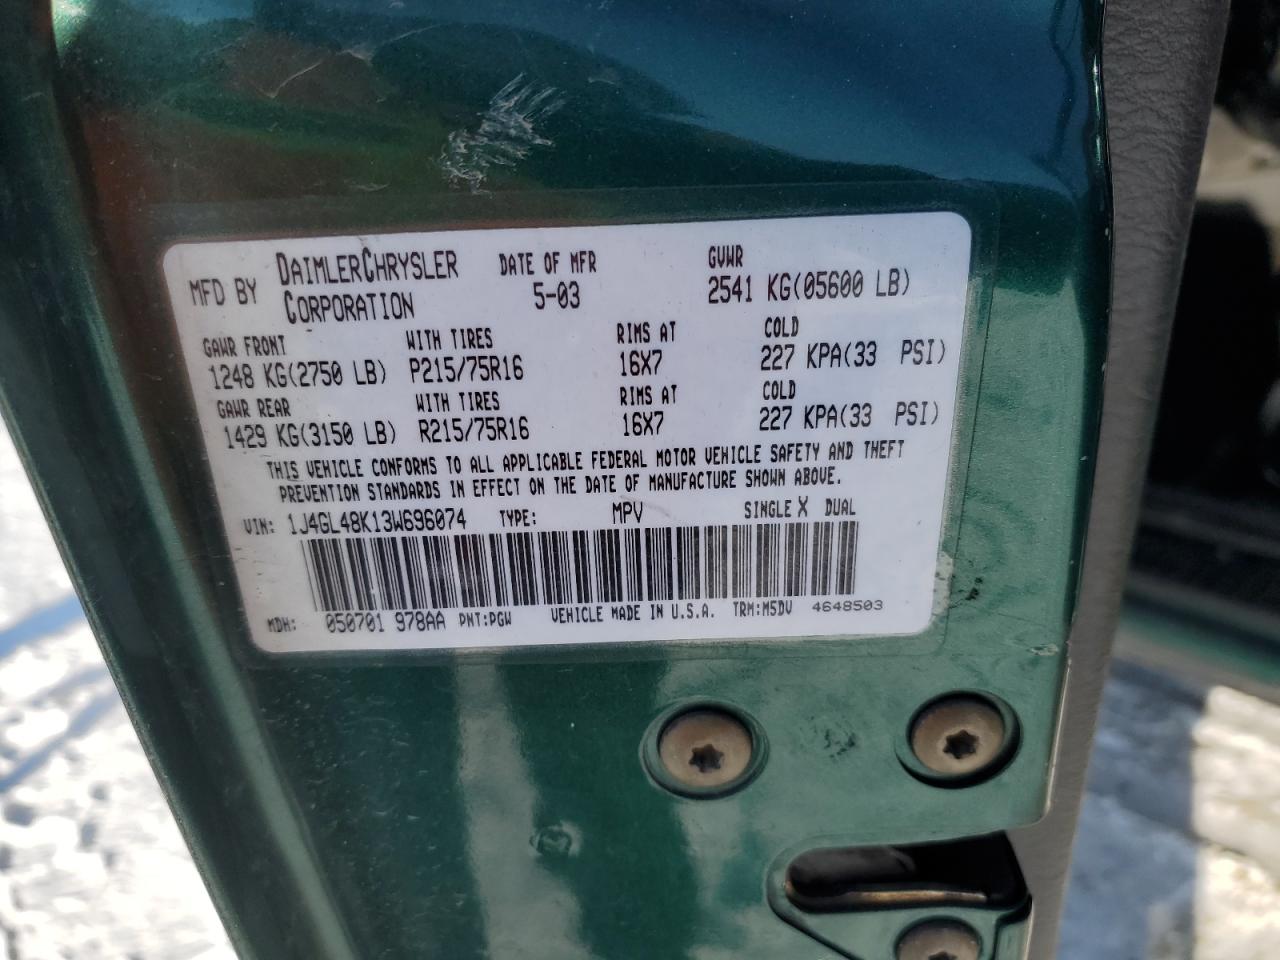 MFD BY DAIMLERCHRYSLER CORPORATION DATE OF MFR 5-03 GVWR 2541 KG(05600 LB)
GAWR FRONT WITH TIRES RIMS AT COLD
1248 KG(2750 LB) P215/75R16 16X7 227 KPA(33 PSI)
GAWR REAR WITH TIRES RIMS AT COLD
1429 KG(3150 LB) R215/75R16 16X7 227 KPA(33 PSI)
THIS VEHICLE CONFORMS TO ALL APPLICABLE FEDERAL MOTOR VEHICLE SAFETY AND THEFT
PREVENTION STANDARDS IN EFFECT ON THE DATE OF MANUFACTURE SHOWN ABOVE.
VIN: 1J4GL48K13W696074 TYPE: MPV SINGLE X DUAL
MDH: 050701 978AA PNT:PGW VEHICLE MADE IN U.S.A. TRM:M5DV 4648503